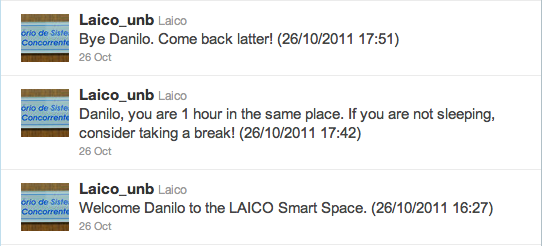 Laico_unb Laico
ório de Siste
Concorrente
Bye Danilo. Come back latter! (26/10/2011 17:51)
26 Oct
Laico_unb Laico
ório de Siste
Concorrente
Danilo, you are 1 hour in the same place. If you are not sleeping,
consider taking a break! (26/10/2011 17:42)
26 Oct
Laico_unb Laico
ório de Siste
Concorrente
Welcome Danilo to the LAICO Smart Space. (26/10/2011 16:27)
26 Oct